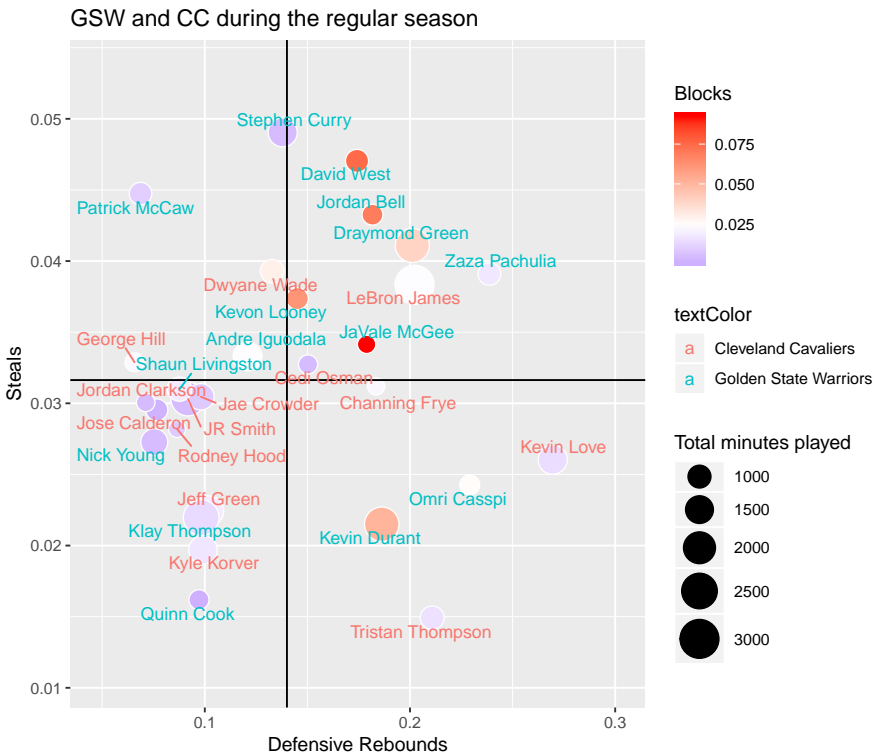 GSW and CC during the regular season
Steals
0.05
0.04
0.03
0.02
0.01
Stephen Curry
David West
Patrick McCaw
Jordan Bell
Draymond Green
Zaza Pachulia
Dwyane Wade
LeBron James
Kevon Looney
George Hill
Andre Iguodala
JaVale McGee
Shaun Livingston
Cedi Osman
Jordan Clarkson
Jae Crowder
Channing Frye
Jose Calderon
JR Smith
Nick Young
Rodney Hood
Kevin Love
Jeff Green
Omri Casspi
Klay Thompson
Kevin Durant
Kyle Korver
Quinn Cook
Tristan Thompson
0.1
0.2
0.3
Defensive Rebounds
Blocks
0.075
0.050
0.025
textColor
a Cleveland Cavaliers
a Golden State Warriors
Total minutes played
1000
1500
2000
2500
3000